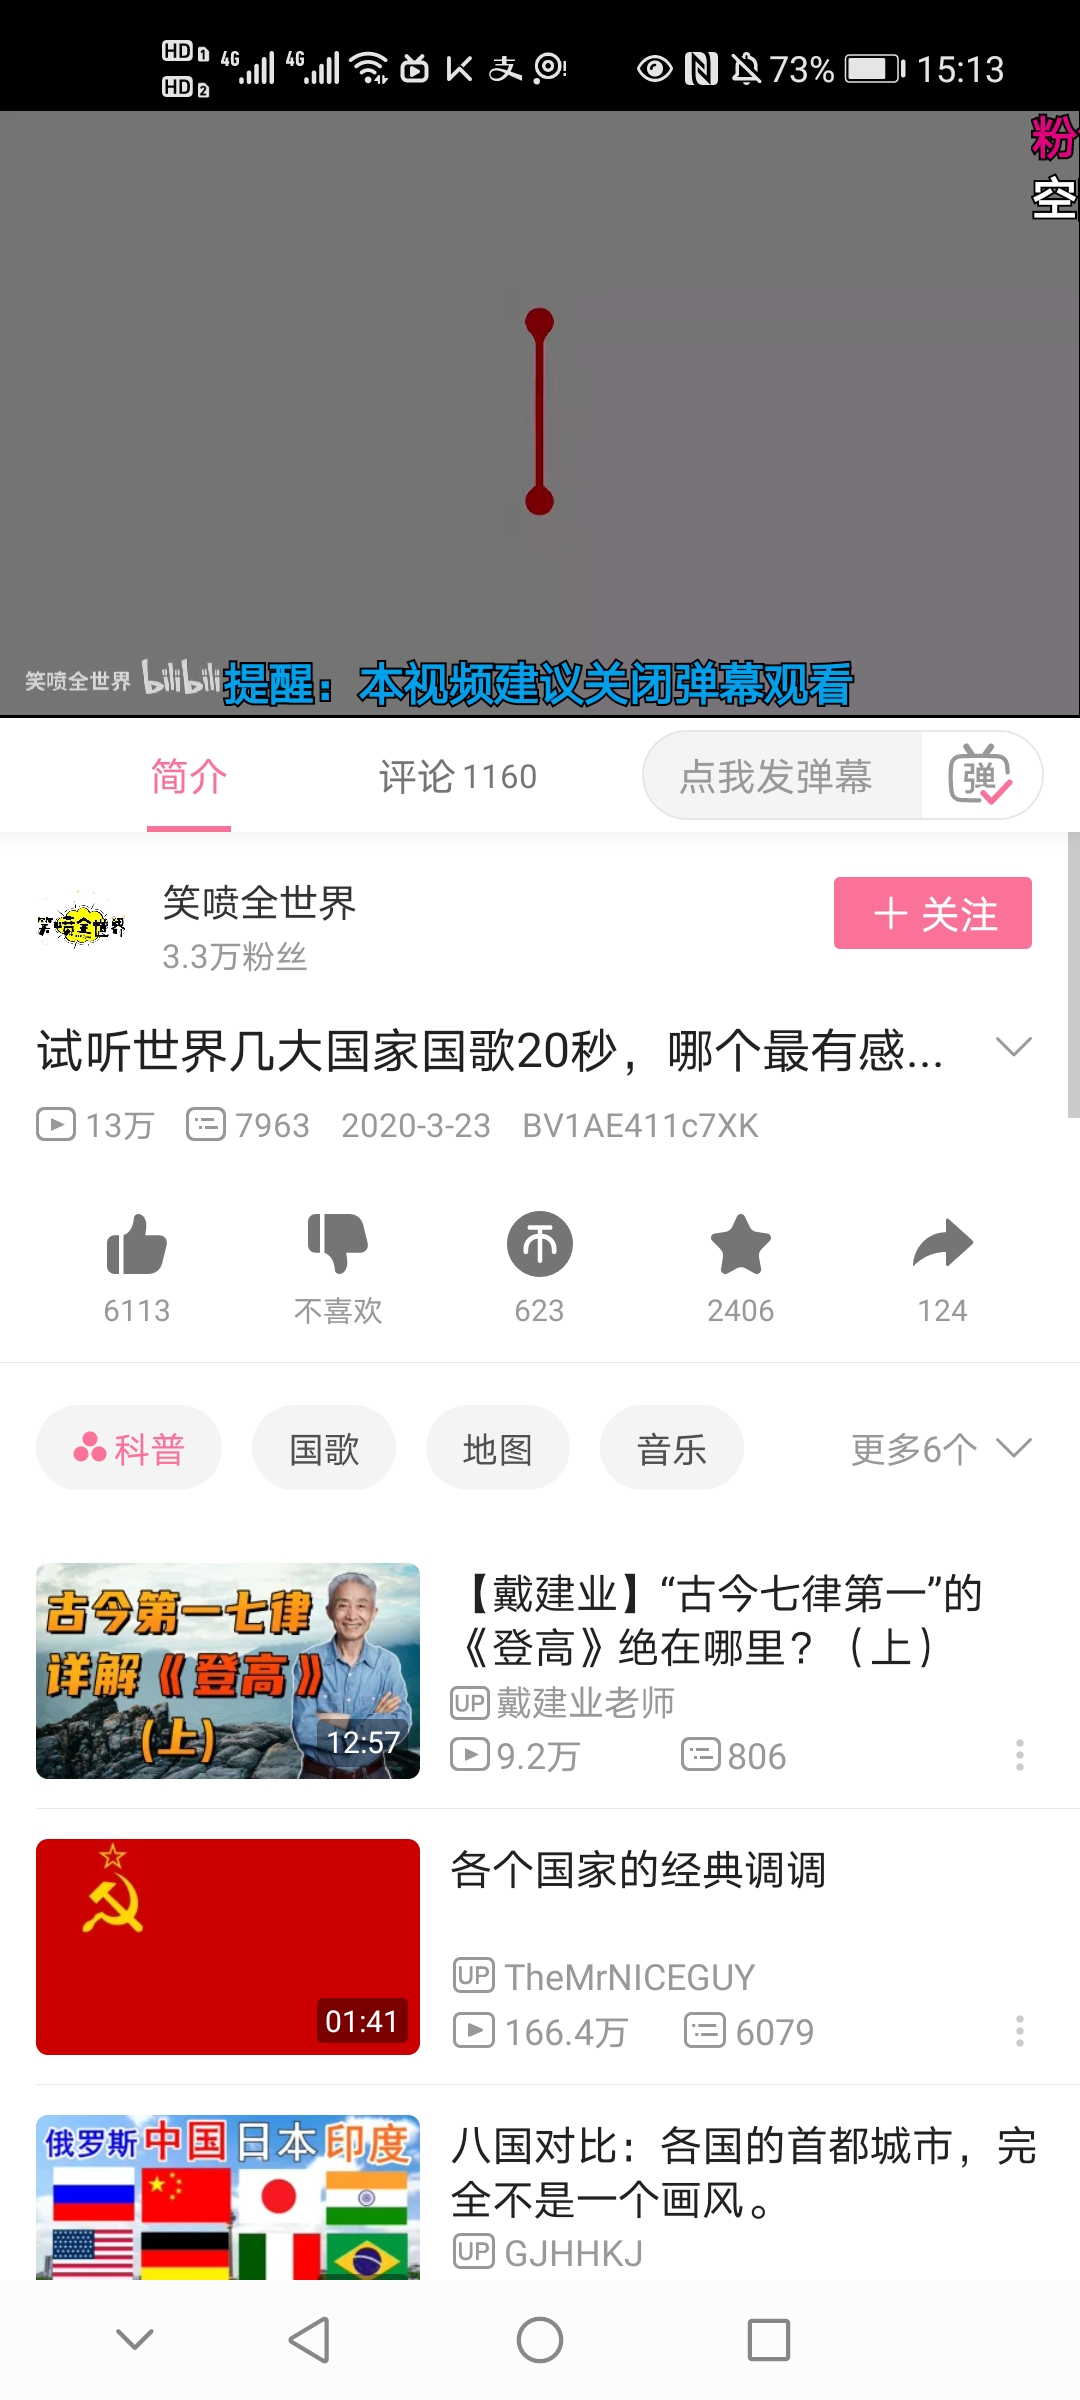 HD 1 4G 4G 73% 15:13
HD 2
粉
空
笑喷全世界 bilibili 提醒：本视频建议关闭弹幕观看
简介 评论 1160 点我发弹幕 弹
笑喷全世界 笑喷全世界
3.3万粉丝
关注
试听世界几大国家国歌20秒，哪个最有感...
13万 7963 2020-3-23 BV1AE411c7XK
6113 不喜欢 623 2406 124
科普 国歌 地图 音乐 更多6个
古今第一七律
详解《登高》
(上)
12:57
【戴建业】“古今七律第一”的
《登高》绝在哪里？（上）
UP 戴建业老师
9.2万 806
01:41
各个国家的经典调调
UP TheMrNICEGUY
166.4万 6079
俄罗斯 中国 日本 印度
八国对比：各国的首都城市，完
全不是一个画风。
UP GJHHKJ